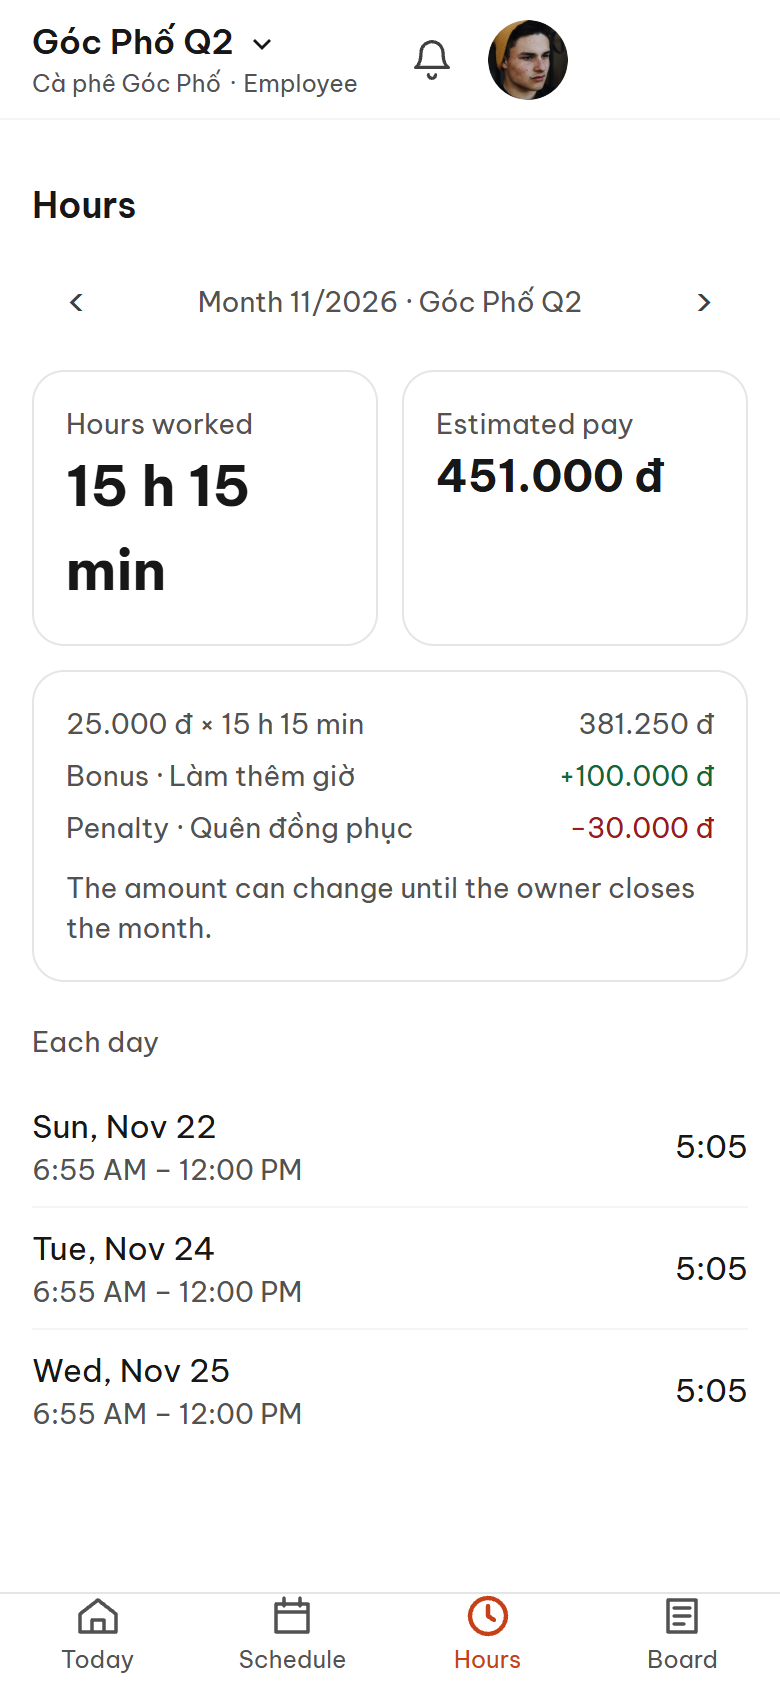 Góc Phố Q2
Cà phê Góc Phố · Employee
Hours
Month 11/2026 · Góc Phố Q2
Hours worked
15 h 15
min
Estimated pay
451.000 đ
25.000 đ × 15 h 15 min
381.250 đ
Bonus · Làm thêm giờ
+100.000 đ
Penalty · Quên đồng phục
−30.000 đ
The amount can change until the owner closes
the month.
Each day
Sun, Nov 22
6:55 AM – 12:00 PM
5:05
Tue, Nov 24
6:55 AM – 12:00 PM
5:05
Wed, Nov 25
6:55 AM – 12:00 PM
5:05
Today
Schedule
Hours
Board